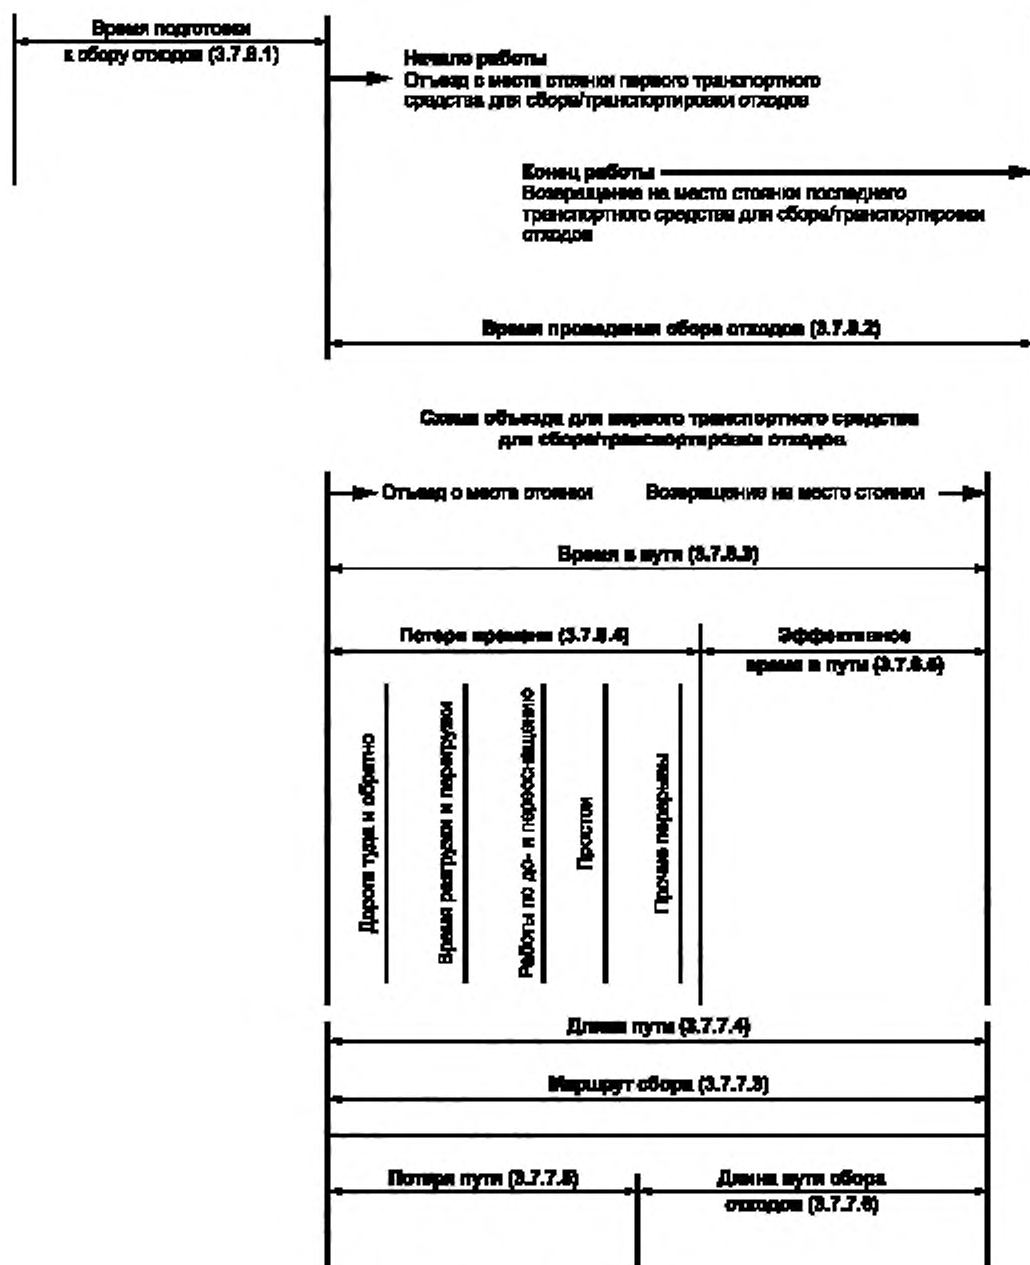 Время подготовки
к сбору отходов (3.7.8.1)
Начало работы
Отъезд с места стоянки первого транспортного
средства для сбора/транспортировки отходов
Конец работы
Возвращение на место стоянки последнего
транспортного средства для сбора/транспортировки
отходов
Время проведения сбора отходов (3.7.8.2)
Схема объезда для первого транспортного средства
для сбора/транспортировки отходов
Отъезд с места стоянки
Возвращение на место стоянки
Время в пути (3.7.8.3)
Потеря времени (3.7.8.4)
Эффективное
время в пути (3.7.8.5)
Дорога туда и обратно
Время разгрузки и перегрузки
Работы по до- и переоснащению
Простои
Прочие перерывы
Длина пути (3.7.7.4)
Маршрут сбора (3.7.7.3)
Потеря пути (3.7.7.5)
Длина пути сбора
отходов (3.7.7.6)